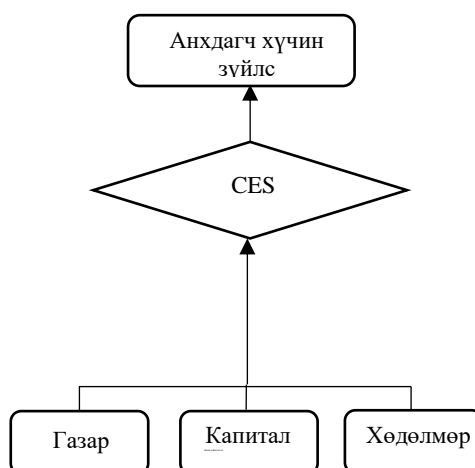 Анхдагч хүчин
зүйлс
CES
Газар
Капитал
Хөдөлмөр